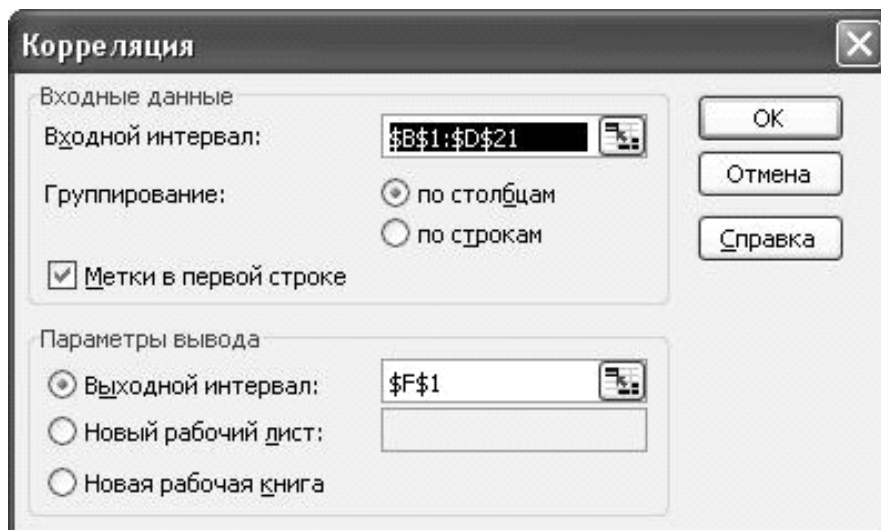 Корреляция
Входные данные
Входной интервал: $B$1:$D$21
Группирование: по столбцам
по строкам
Метки в первой строке
OK
Отмена
Справка
Параметры вывода
Выходной интервал: $F$1
Новый рабочий лист:
Новая рабочая книга